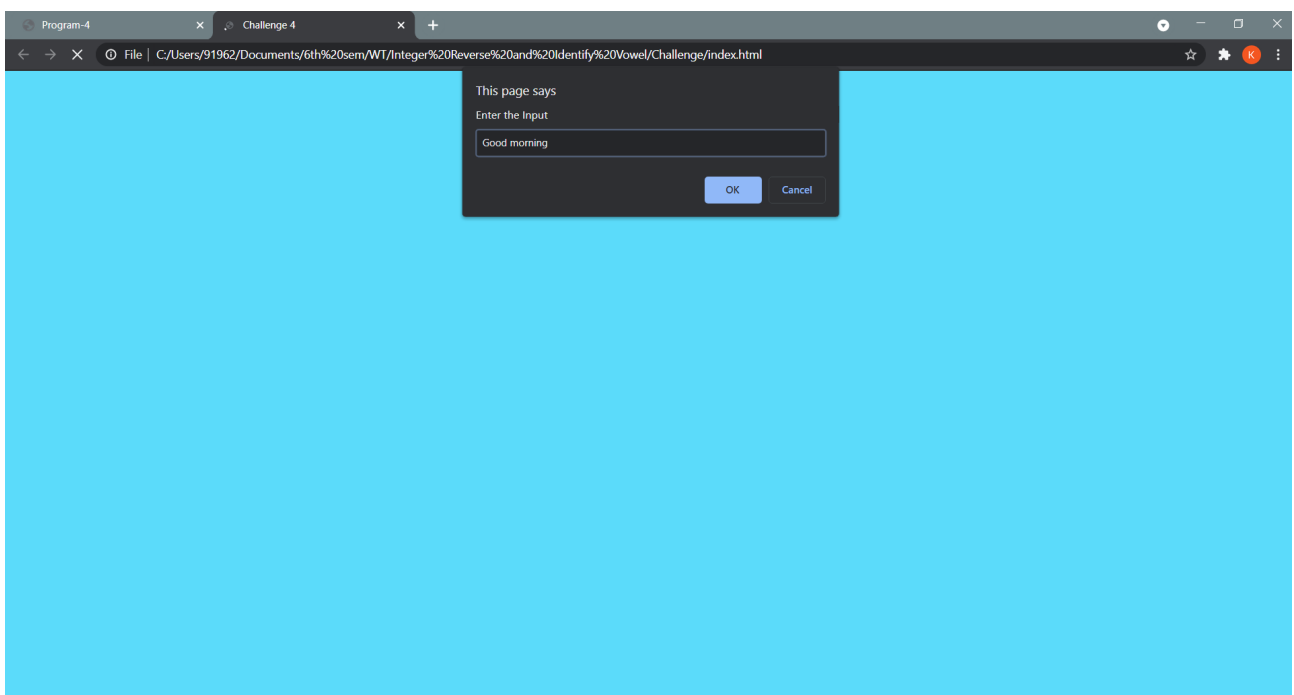 Program-4
Challenge 4
File | C:/Users/91962/Documents/6th%20sem/WT/Integer%20Reverse%20and%20Identify%20Vowel/Challenge/index.html
K
This page says
Enter the Input
Good morning
OK Cancel